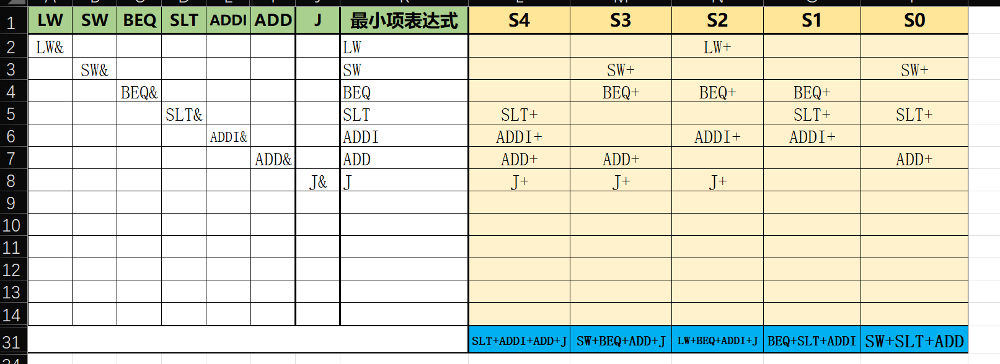 1 LW SW BEQ SLT ADDI ADD J 最小项表达式 S4 S3 S2 S1 S0
2 LW& LW LW+
3 SW& SW SW+ SW+
4 BEQ& BEQ BEQ+ BEQ+ BEQ+
5 SLT& SLT SLT+ SLT+ SLT+
6 ADDI& ADDI ADDI+ ADDI+ ADDI+
7 ADD& ADD ADD+ ADD+ ADD+
8 J& J J+ J+ J+
9
10
11
12
13
14
31 SLT+ADDI+ADD+J SW+BEQ+ADD+J LW+BEQ+ADDI+J BEQ+SLT+ADDI SW+SLT+ADD